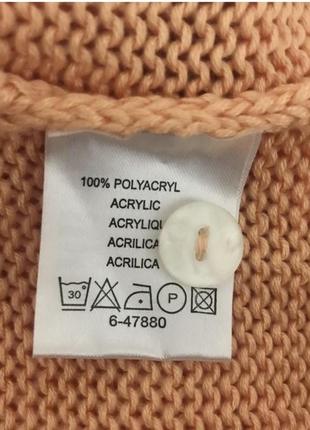 100% POLYACRYL
ACRYLIC
ACRYLIQU
ACRILICA
ACRILICA
30 P
6-47880